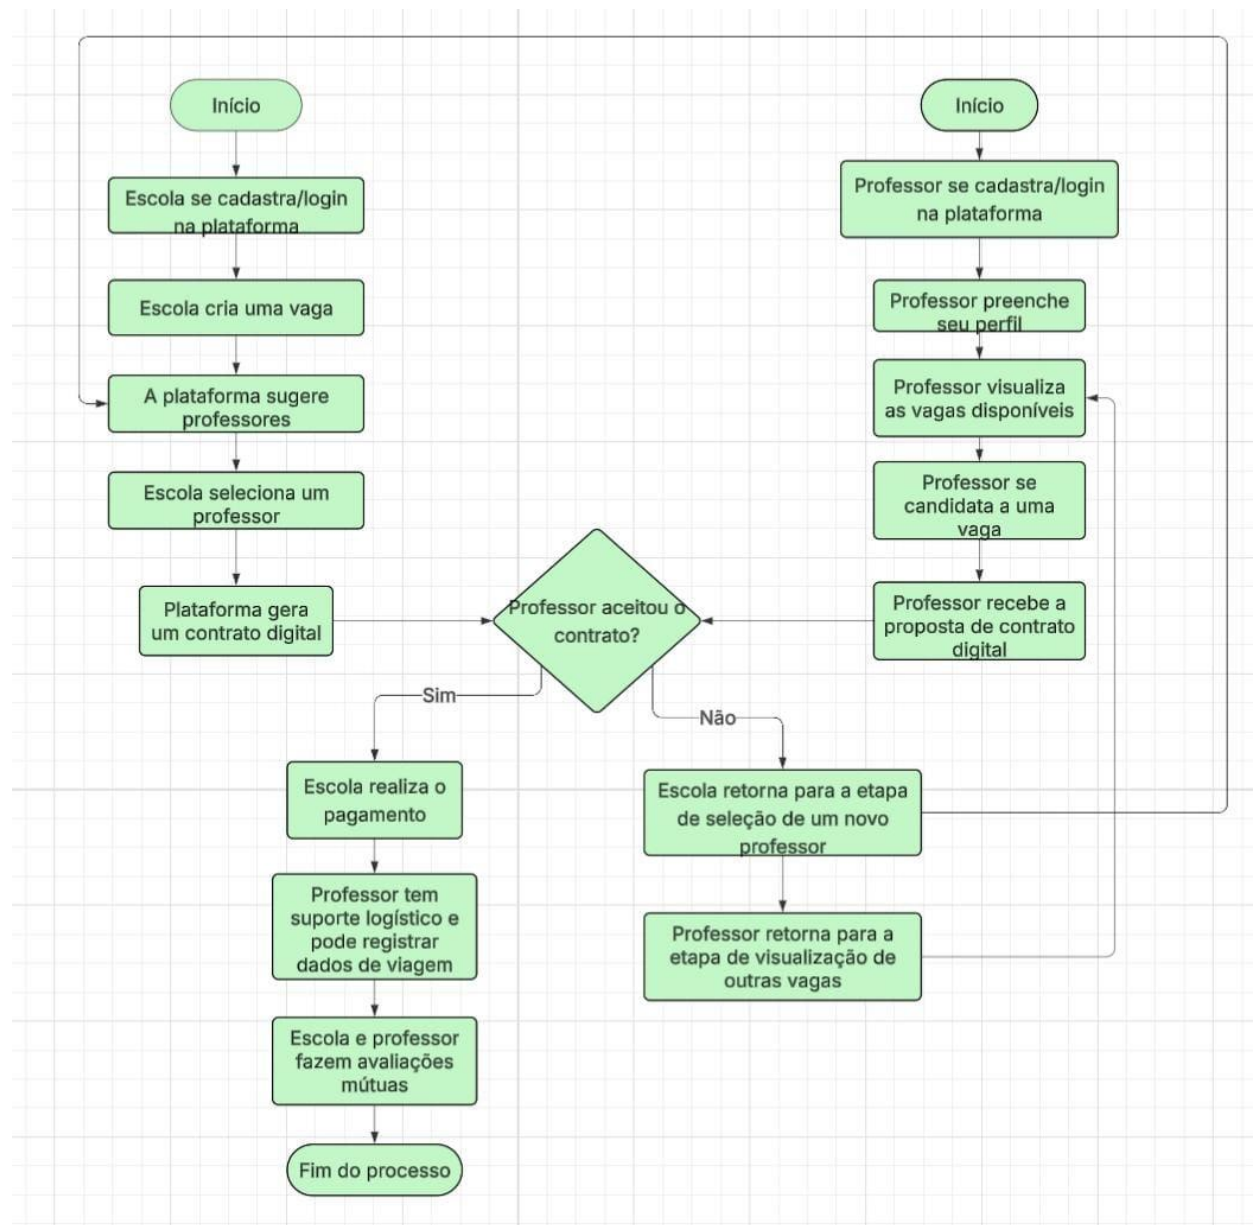 Início
Escola se cadastra/login
na plataforma
Escola cria uma vaga
A plataforma sugere
professores
Escola seleciona um
professor
Plataforma gera
um contrato digital
Início
Professor se cadastra/login
na plataforma
Professor preenche
seu perfil
Professor visualiza
as vagas disponíveis
Professor se
candidata a uma
vaga
Professor recebe a
proposta de contrato
digital
Professor aceitou o
contrato?
Sim
Não
Escola realiza o
pagamento
Professor tem
suporte logístico e
pode registrar
dados de viagem
Escola e professor
fazem avaliações
mútuas
Fim do processo
Escola retorna para a etapa
de seleção de um novo
professor
Professor retorna para a
etapa de visualização de
outras vagas